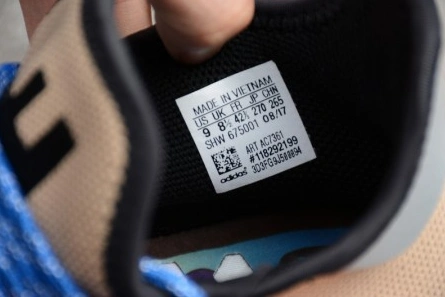 MADE IN VIETNAM
US UK FR JP CHN
9 8½ 42⅔ 270 265
SHW 675001 08/17
ART AC7361
#118292199
3D3FG9J500894
adidas